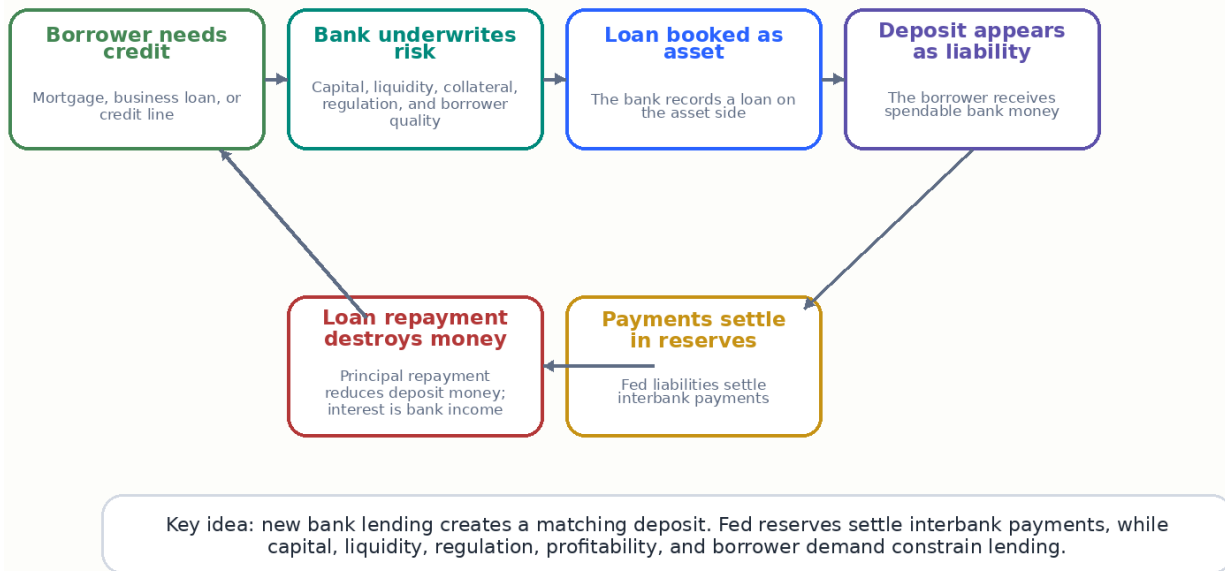 Borrower needs
credit
Mortgage, business loan, or
credit line
Bank underwrites
risk
Capital, liquidity, collateral,
regulation, and borrower
quality
Loan booked as
asset
The bank records a loan on
the asset side
Deposit appears
as liability
The borrower receives
spendable bank money
Loan repayment
destroys money
Principal repayment
reduces deposit money;
interest is bank income
Payments settle
in reserves
Fed liabilities settle
interbank payments
Key idea: new bank lending creates a matching deposit. Fed reserves settle interbank payments, while
capital, liquidity, regulation, profitability, and borrower demand constrain lending.